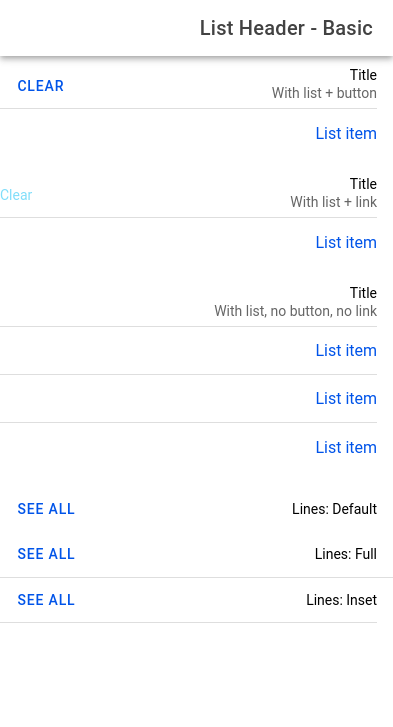 List Header - Basic
Title
With list + button
CLEAR
List item
Title
With list + link
Clear
List item
Title
With list, no button, no link
List item
List item
List item
Lines: Default
SEE ALL
Lines: Full
SEE ALL
Lines: Inset
SEE ALL